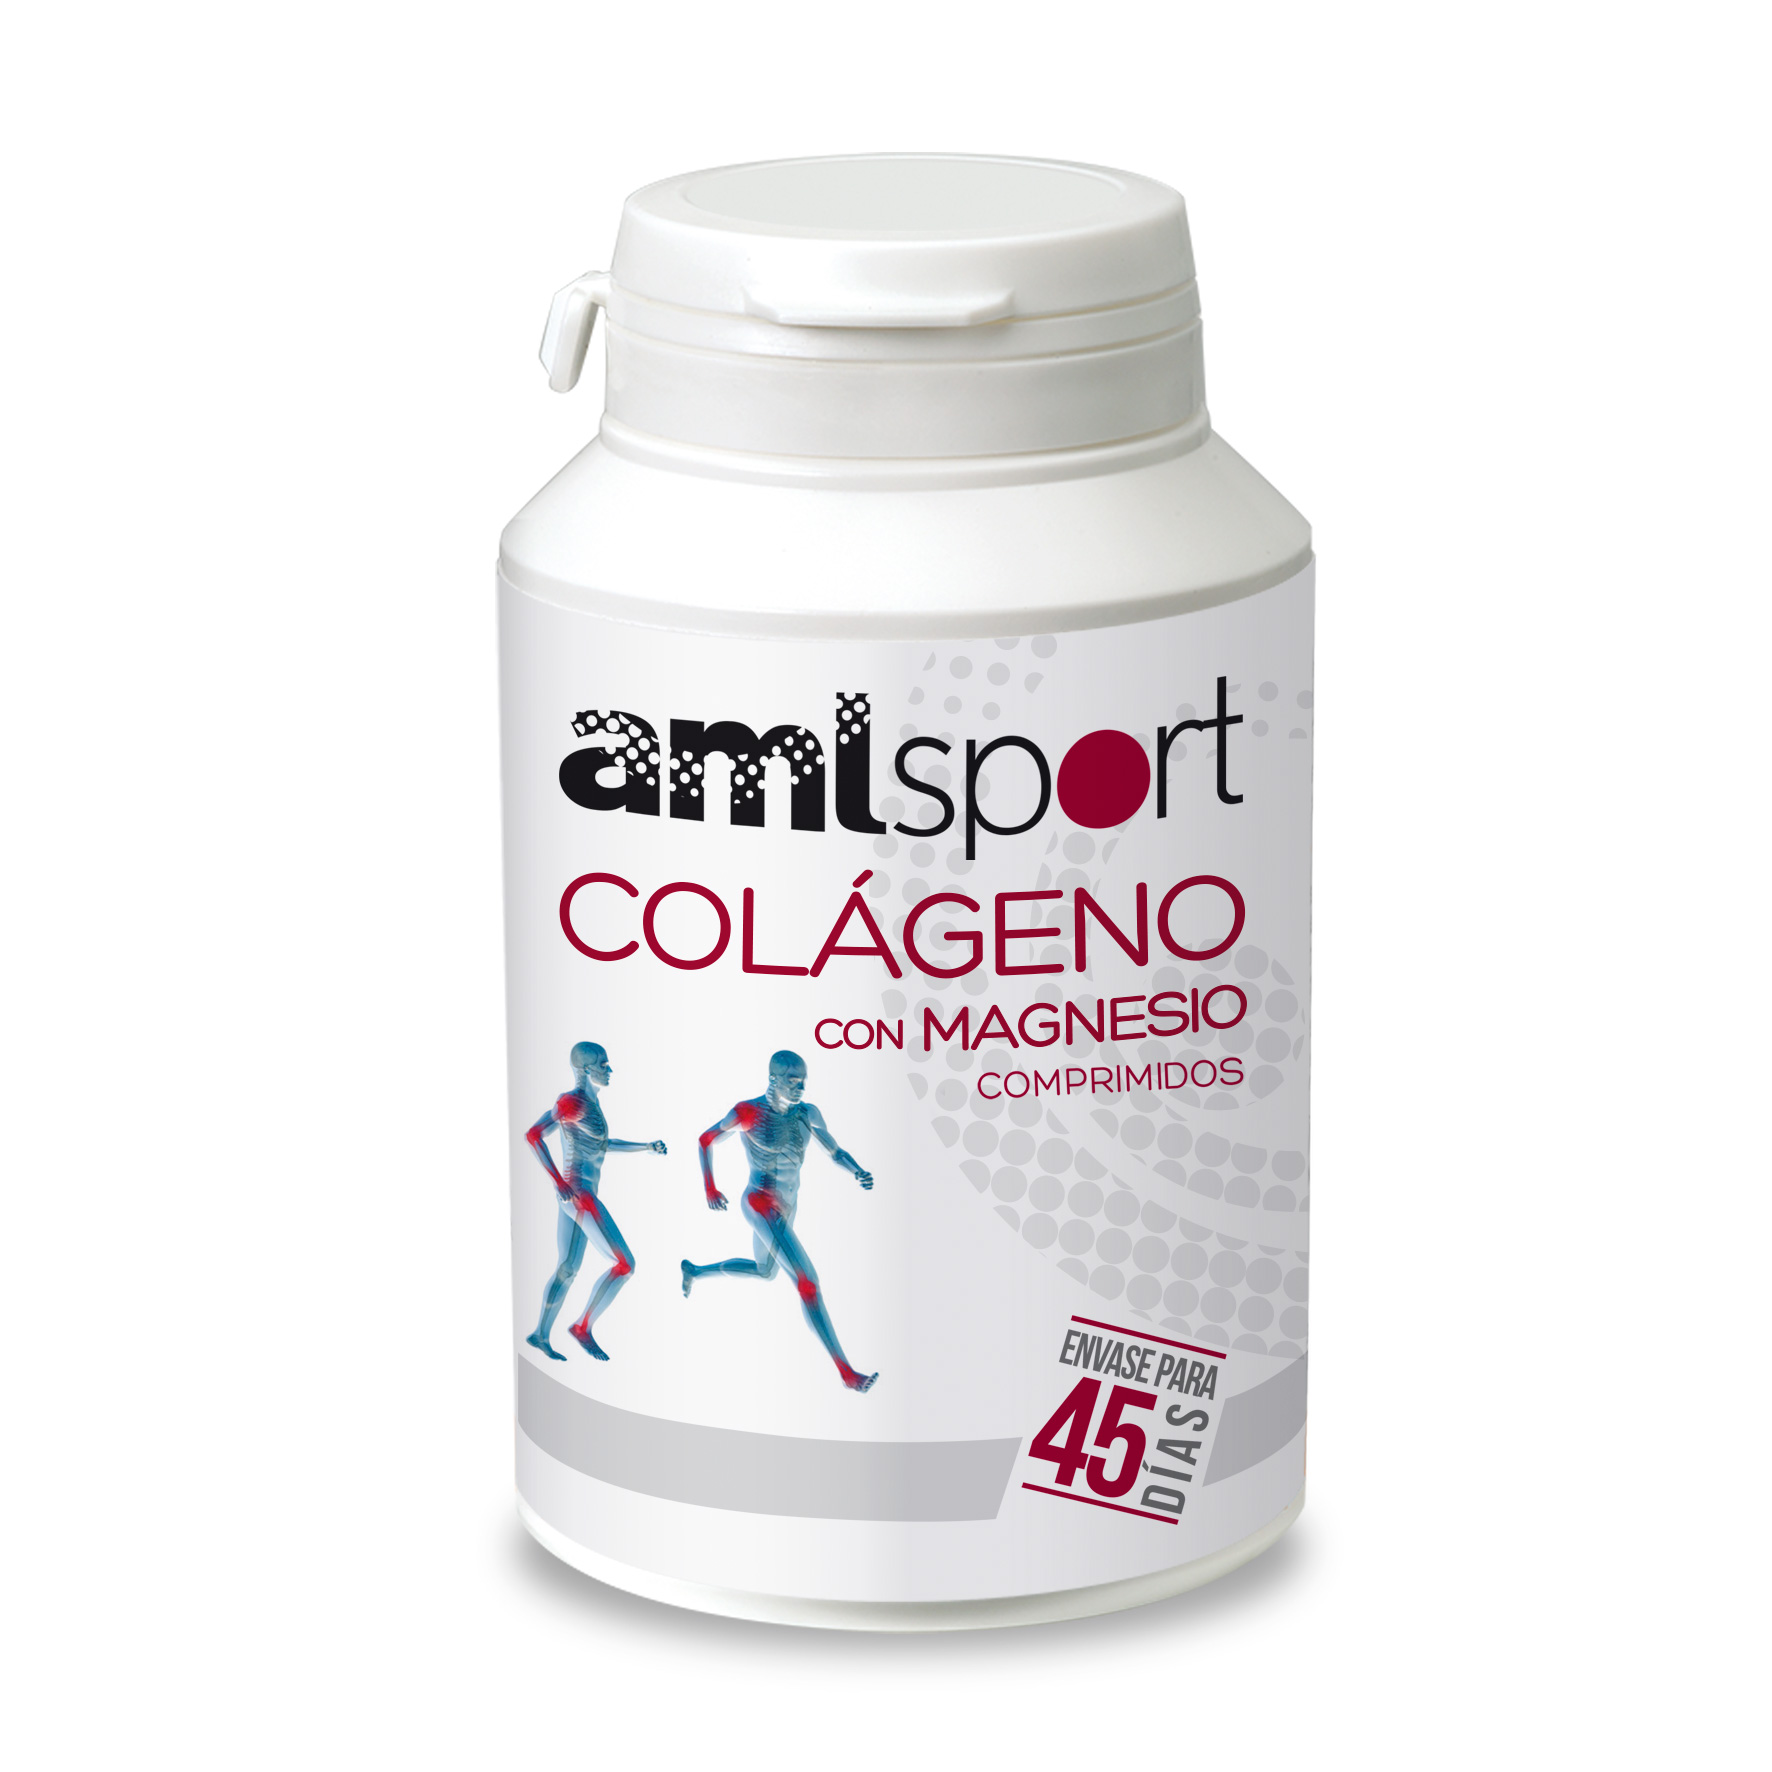 amlsport
COLÁGENO
CON MAGNESIO
COMPRIMIDOS
ENVASE PARA
45
DÍAS